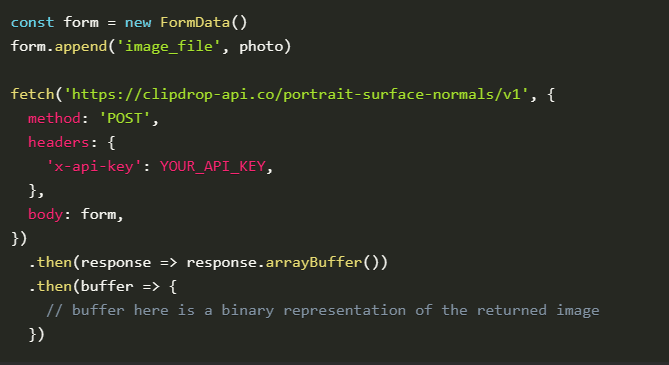 const form = new FormData()
form.append('image_file', photo)

fetch('https://clipdrop-api.co/portrait-surface-normals/v1', {
  method: 'POST',
  headers: {
    'x-api-key': YOUR_API_KEY,
  },
  body: form,
})
  .then(response => response.arrayBuffer())
  .then(buffer => {
    // buffer here is a binary representation of the returned image
  })